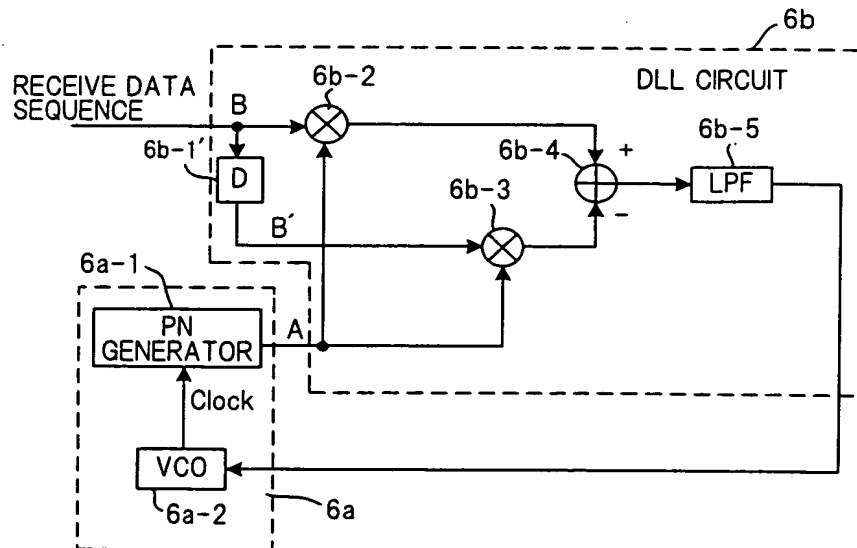 6b
RECEIVE DATA
SEQUENCE
B
6b-2
DLL CIRCUIT
6b-1′
D
6b-4
+
6b-5
LPF
−
6b-3
B′
6a-1
PN
GENERATOR
A
Clock
VCO
6a-2
6a